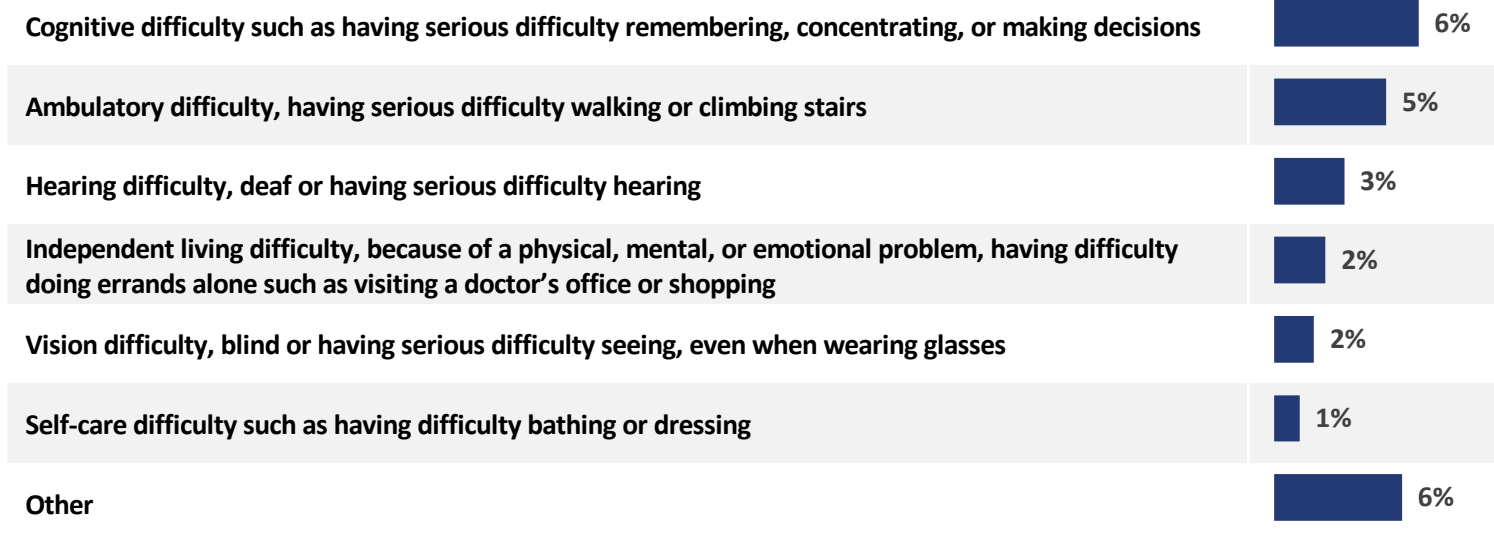 Cognitive difficulty such as having serious difficulty remembering, concentrating, or making decisions 6%
Ambulatory difficulty, having serious difficulty walking or climbing stairs 5%
Hearing difficulty, deaf or having serious difficulty hearing 3%
Independent living difficulty, because of a physical, mental, or emotional problem, having difficulty
doing errands alone such as visiting a doctor’s office or shopping 2%
Vision difficulty, blind or having serious difficulty seeing, even when wearing glasses 2%
Self-care difficulty such as having difficulty bathing or dressing 1%
Other 6%